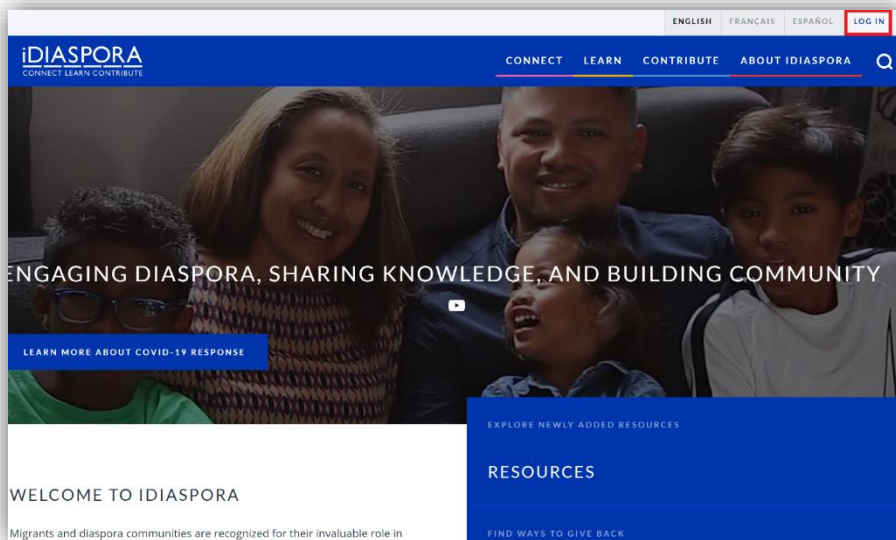 ENGLISH FRANÇAIS ESPAÑOL LOG IN
iDIASPORA
CONNECT LEARN CONTRIBUTE
CONNECT LEARN CONTRIBUTE ABOUT IDIASPORA
ENGAGING DIASPORA, SHARING KNOWLEDGE, AND BUILDING COMMUNITY
LEARN MORE ABOUT COVID-19 RESPONSE
EXPLORE NEWLY ADDED RESOURCES
RESOURCES
WELCOME TO IDIASPORA
Migrants and diaspora communities are recognized for their invaluable role in
FIND WAYS TO GIVE BACK